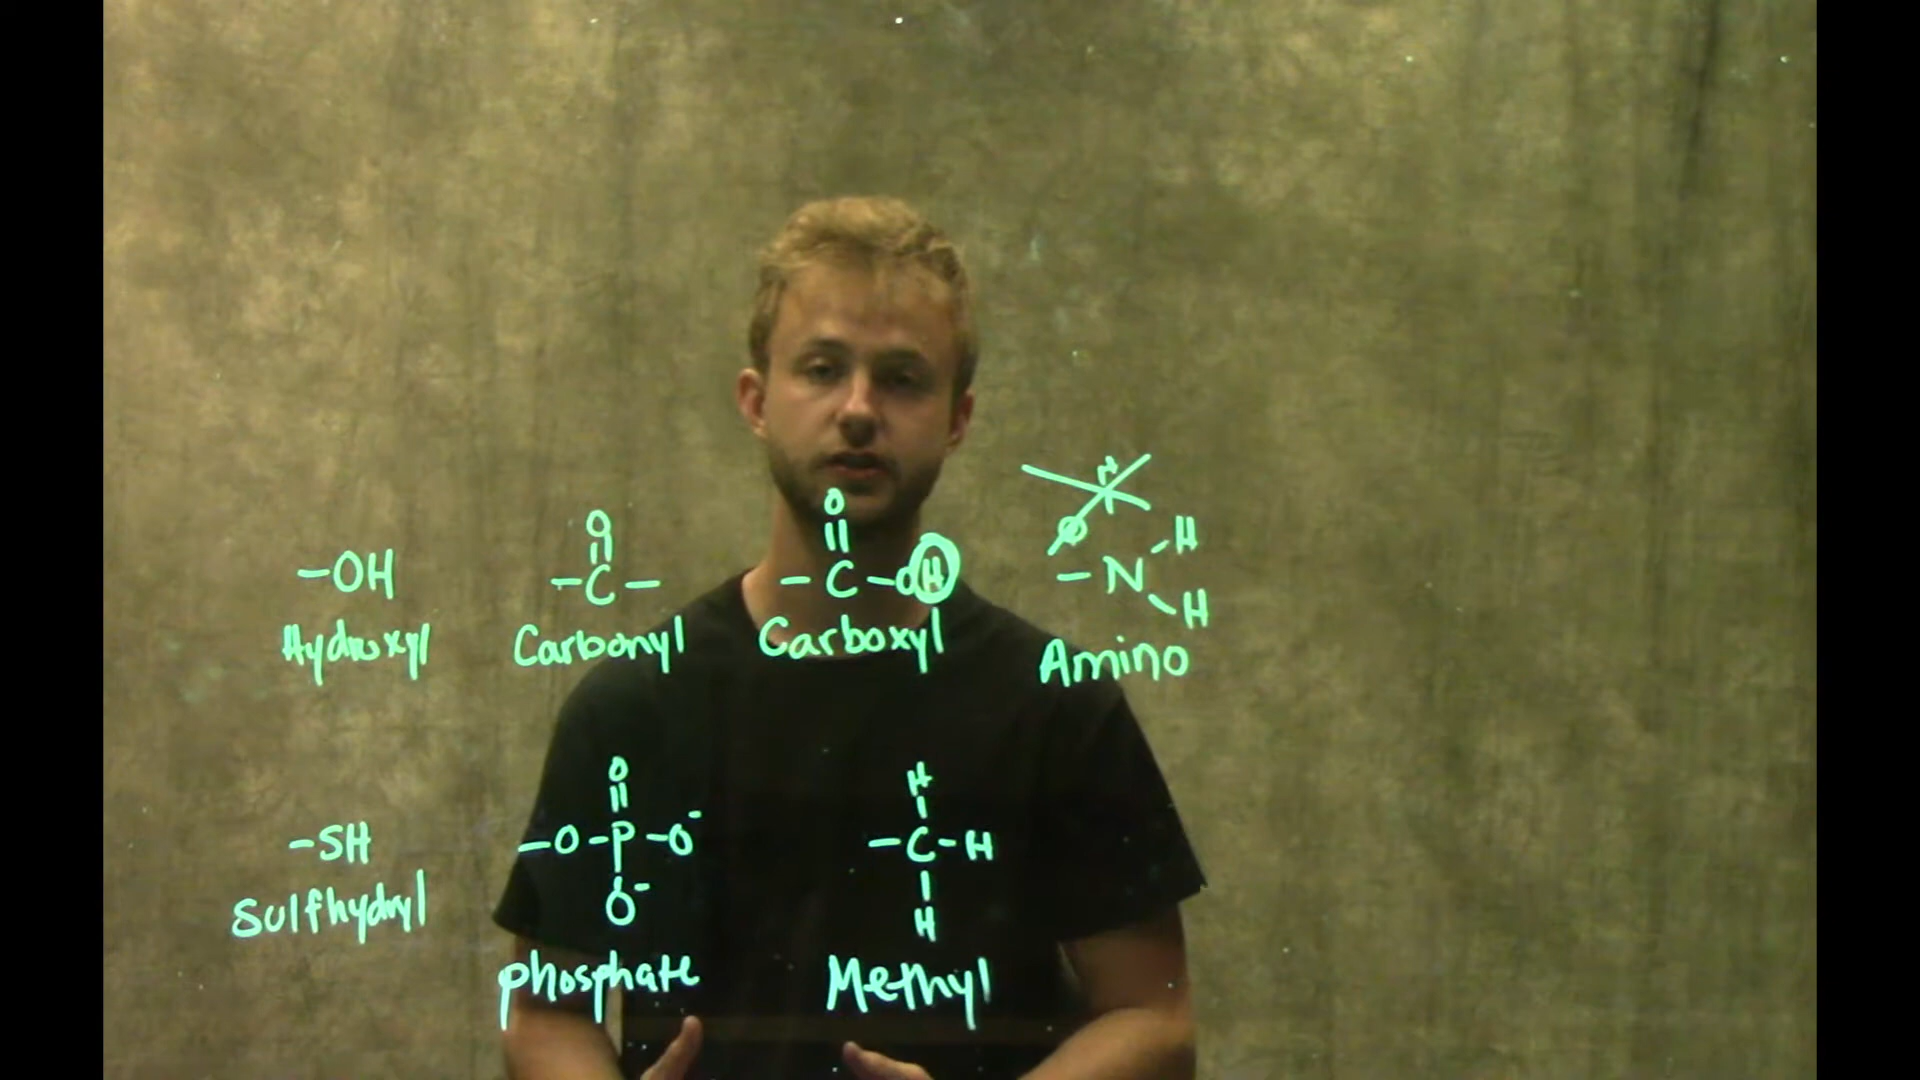 -OH
Hydroxyl
O
||
-C-
Carbonyl
O
||
-C-OH
Carboxyl
H
-N
H
Amino
-SH
Sulfhydryl
O
||
-O-P-O⁻
|
O⁻
phosphate
H
|
-C-H
|
H
Methyl